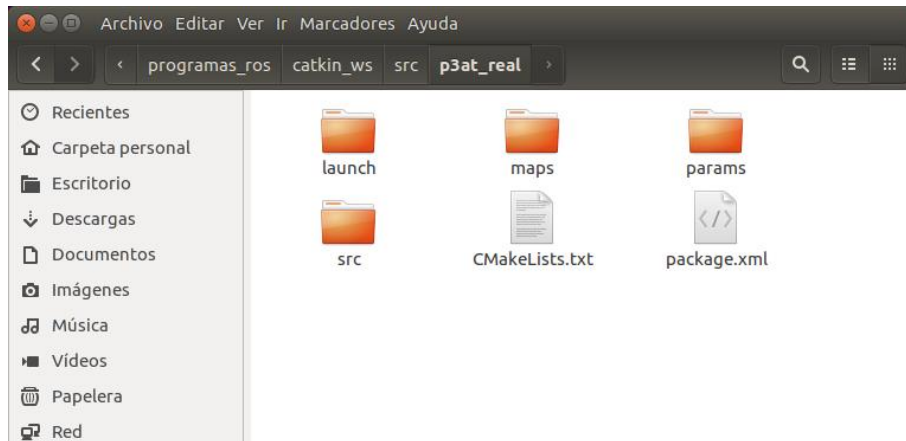 Archivo Editar Ver Ir Marcadores Ayuda
programas_ros catkin_ws src p3at_real
Recientes
Carpeta personal
Escritorio
Descargas
Documentos
Imágenes
Música
Vídeos
Papelera
Red
launch maps params
src CMakeLists.txt package.xml